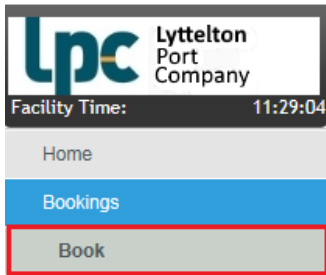 lpc Lyttelton
Port
Company
Facility Time: 11:29:04
Home
Bookings
Book